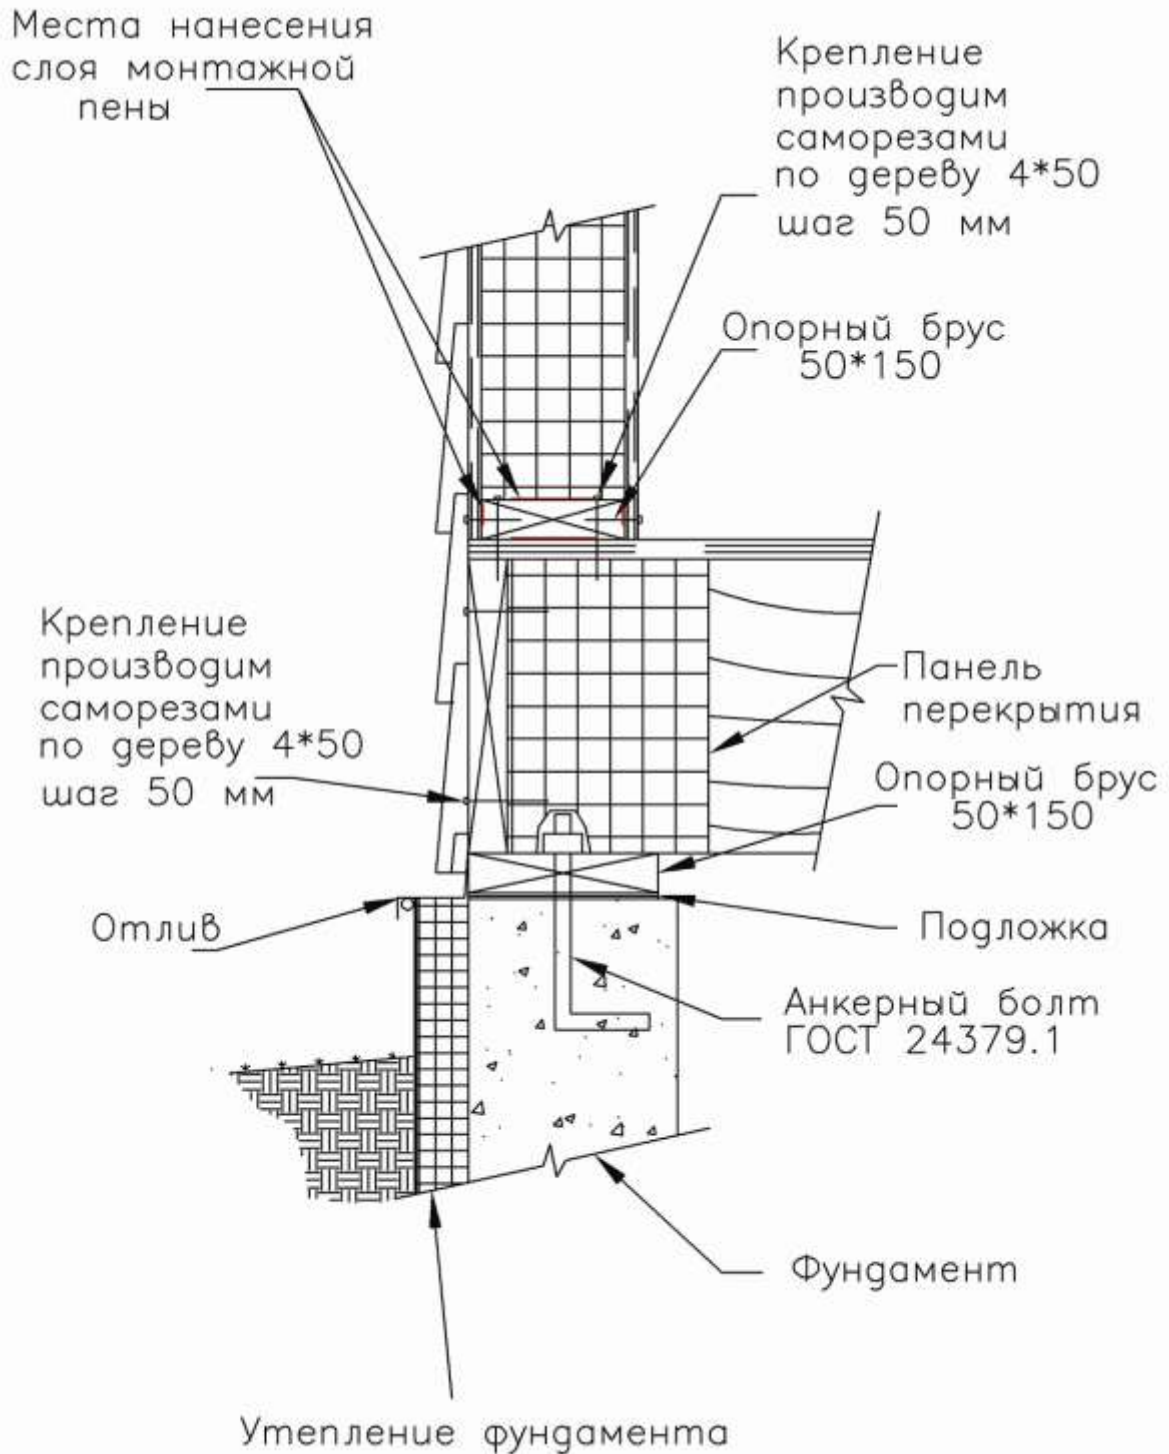 Места нанесения
слоя монтажной
пены
Крепление
производим
саморезами
по дереву 4*50
шаг 50 мм
Опорный брус
50*150
Крепление
производим
саморезами
по дереву 4*50
шаг 50 мм
Панель
перекрытия
Опорный брус
50*150
Отлив
Подложка
Анкерный болт
ГОСТ 24379.1
Фундамент
Утепление фундамента